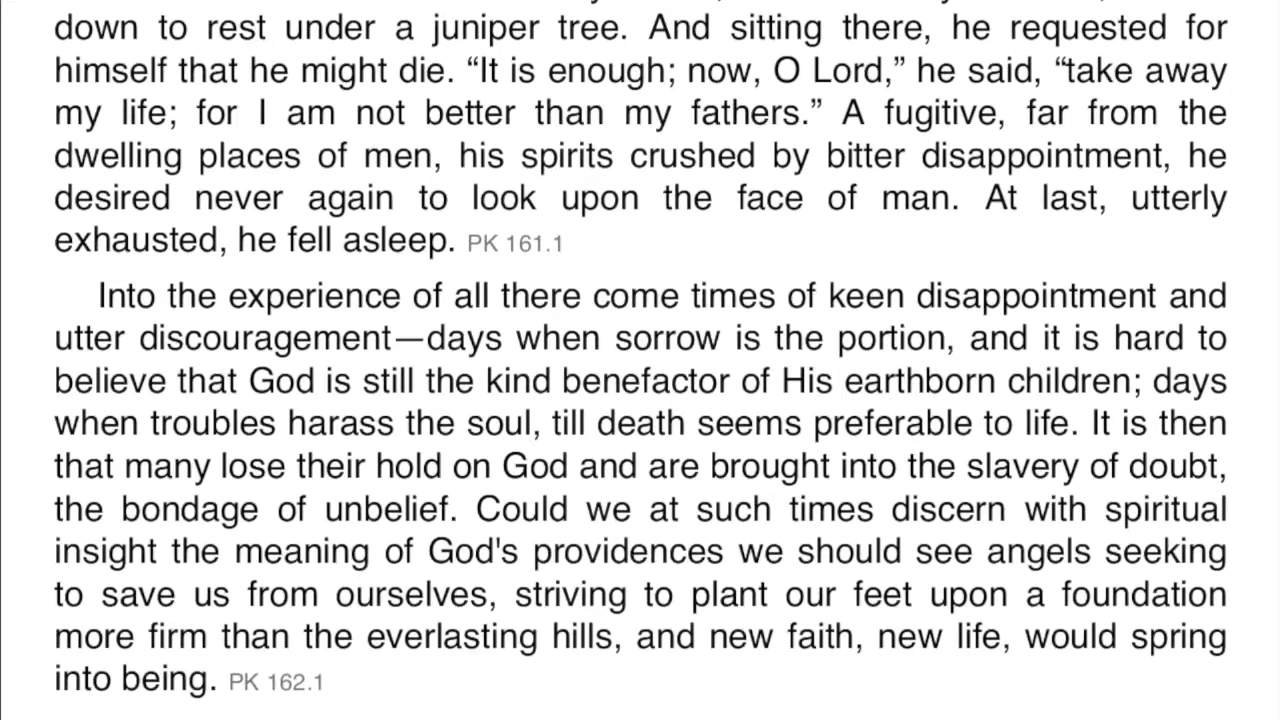 down to rest under a juniper tree. And sitting there, he requested for
himself that he might die. “It is enough; now, O Lord,” he said, “take away
my life; for I am not better than my fathers.” A fugitive, far from the
dwelling places of men, his spirits crushed by bitter disappointment, he
desired never again to look upon the face of man. At last, utterly
exhausted, he fell asleep. PK 161.1
Into the experience of all there come times of keen disappointment and
utter discouragement—days when sorrow is the portion, and it is hard to
believe that God is still the kind benefactor of His earthborn children; days
when troubles harass the soul, till death seems preferable to life. It is then
that many lose their hold on God and are brought into the slavery of doubt,
the bondage of unbelief. Could we at such times discern with spiritual
insight the meaning of God's providences we should see angels seeking
to save us from ourselves, striving to plant our feet upon a foundation
more firm than the everlasting hills, and new faith, new life, would spring
into being. PK 162.1